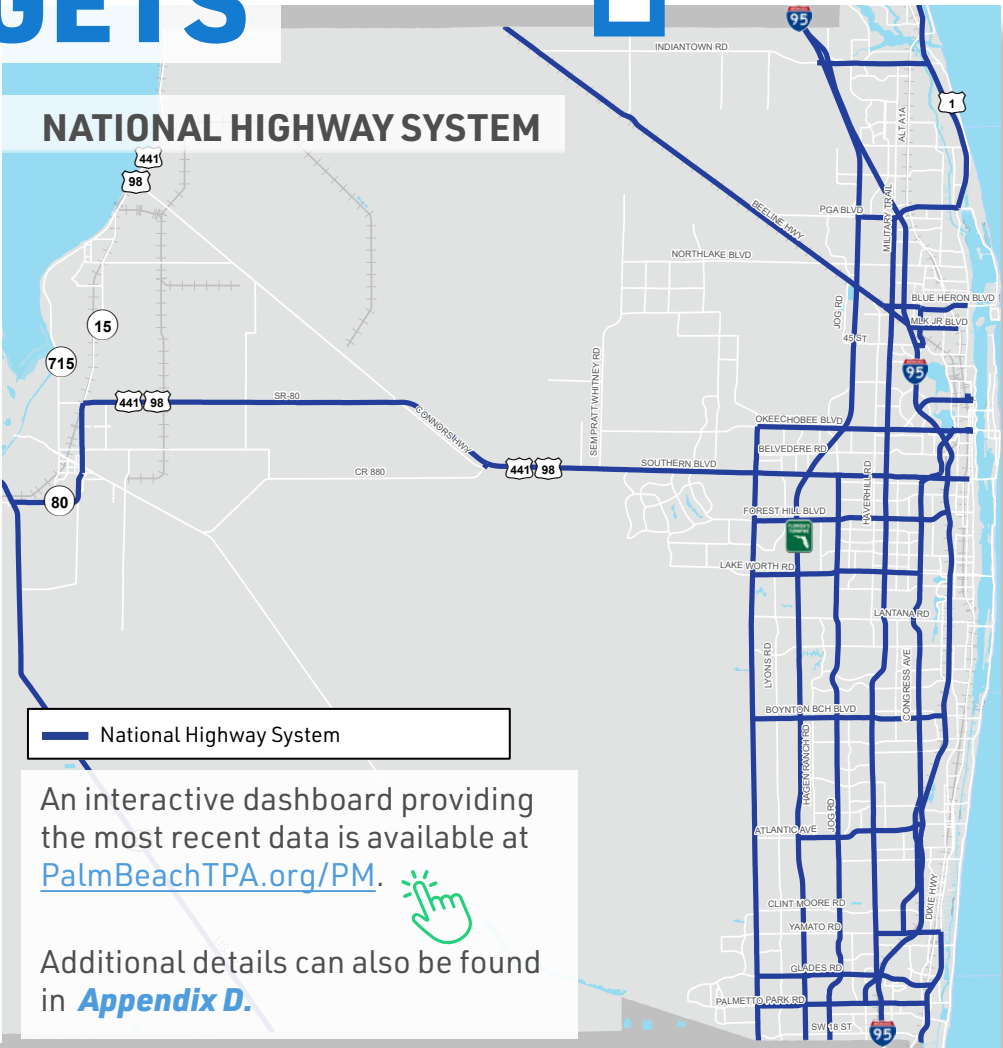 GETS
NATIONAL HIGHWAY SYSTEM
95
INDIANTOWN RD
1
ALT A1A
441
98
MILITARY TRAIL
PGA BLVD
BEELINE HWY
NORTHLAKE BLVD
BLUE HERON BLVD
MLK JR BLVD
JOG RD
15
45 ST
715
95
SEM PRATT WHITNEY RD
SR-80
441 98
CONNORS HWY
OKEECHOBEE BLVD
BELVEDERE RD
441 98
SOUTHERN BLVD
CR 880
HAVERHILL RD
80
FOREST HILL BLVD
FLORIDA'S TURNPIKE
LAKE WORTH RD
LANTANA RD
LYONS RD
CONGRESS AVE
BOYNTON BCH BLVD
HAGEN RANCH RD
National Highway System
An interactive dashboard providing
the most recent data is available at
PalmBeachTPA.org/PM.
JOG RD
ATLANTIC AVE
DIXIE HWY
CLINT MOORE RD
YAMATO RD
Additional details can also be found
in Appendix D.
GLADES RD
PALMETTO PARK RD
SW 18 ST
95